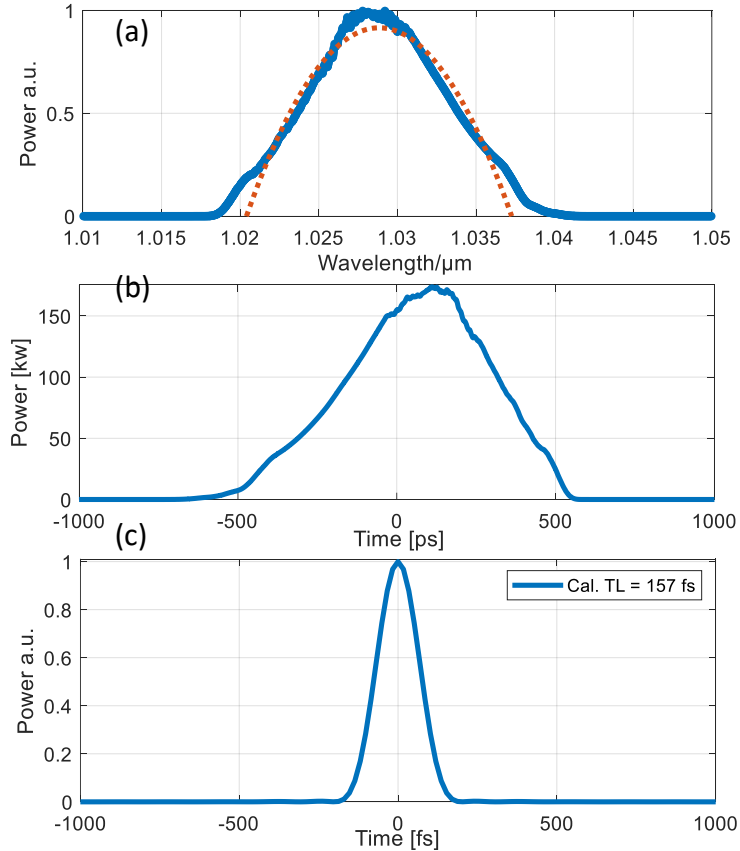 (a)
1
0.5
0
Power a.u.
1.01 1.015 1.02 1.025 1.03 1.035 1.04 1.045 1.05
Wavelength/µm
(b)
150
100
50
0
Power [kw]
-1000 -500 0 500 1000
Time [ps]
(c)
1
0.8
0.6
0.4
0.2
0
Power a.u.
Cal. TL = 157 fs
-1000 -500 0 500 1000
Time [fs]